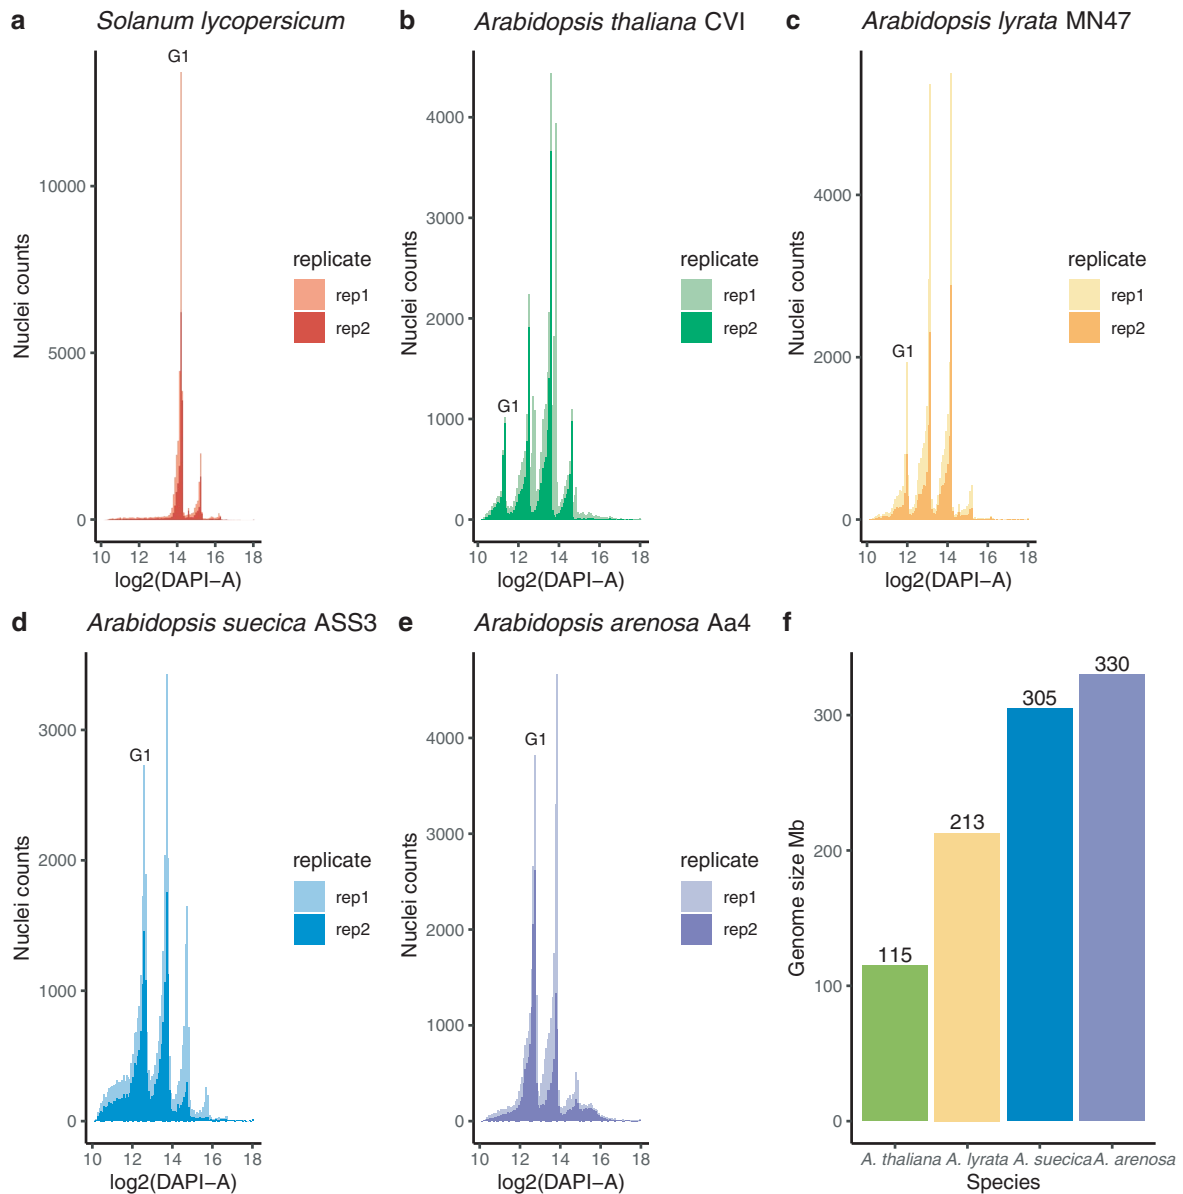 a Solanum lycopersicum
G1
10000
5000
0
10 12 14 16 18
log2(DAPI−A)
Nuclei counts
replicate
rep1
rep2
b Arabidopsis thaliana CVI
G1
4000
3000
2000
1000
0
10 12 14 16 18
log2(DAPI−A)
Nuclei counts
replicate
rep1
rep2
c Arabidopsis lyrata MN47
G1
4000
2000
0
10 12 14 16 18
log2(DAPI−A)
Nuclei counts
replicate
rep1
rep2
d Arabidopsis suecica ASS3
G1
3000
2000
1000
0
10 12 14 16 18
log2(DAPI−A)
Nuclei counts
replicate
rep1
rep2
e Arabidopsis arenosa Aa4
G1
4000
3000
2000
1000
0
10 12 14 16 18
log2(DAPI−A)
Nuclei counts
replicate
rep1
rep2
f
330
305
213
115
300
200
100
0
Genome size Mb
A. thaliana A. lyrata A. suecica A. arenosa
Species